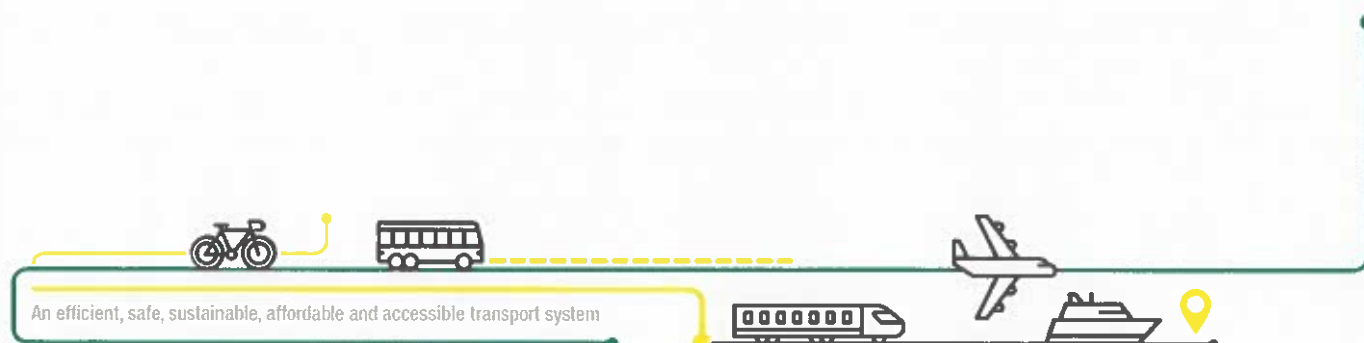 An efficient, safe, sustainable, affordable and accessible transport system